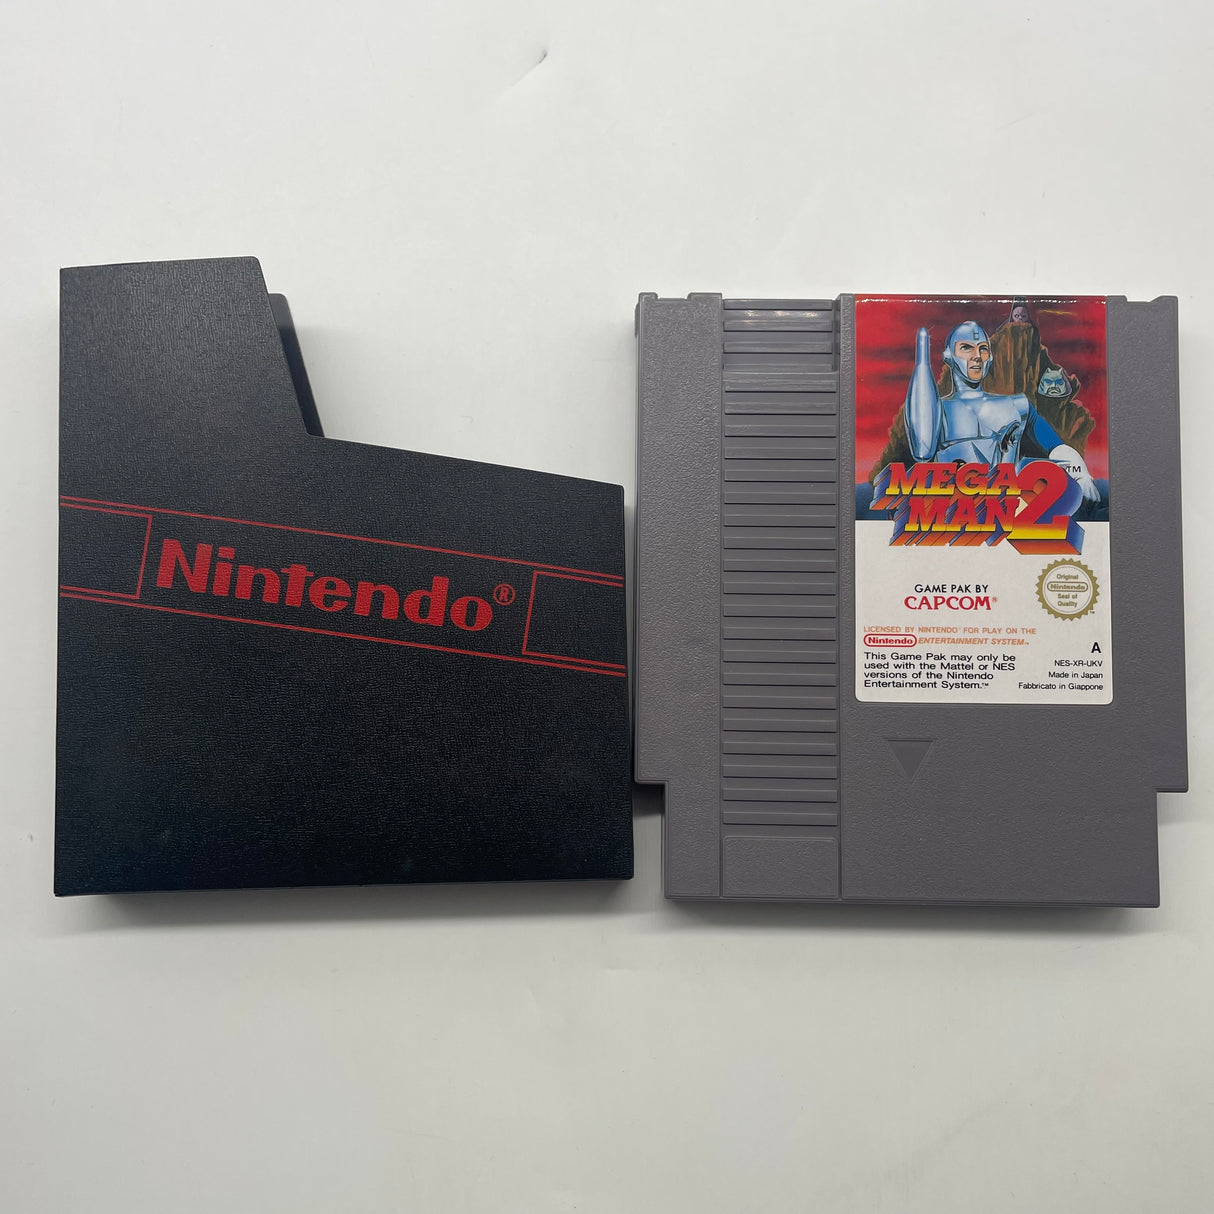 Nintendo®
MEGA
MAN 2™
GAME PAK BY
CAPCOM®
Original
Nintendo
Seal of
Quality
™
LICENSED BY NINTENDO® FOR PLAY ON THE
Nintendo ENTERTAINMENT SYSTEM™
This Game Pak may only be
used with the Mattel or NES
versions of the Nintendo
Entertainment System.™
A
NES-XR-UKV
Made in Japan
Fabbricato in Giappone